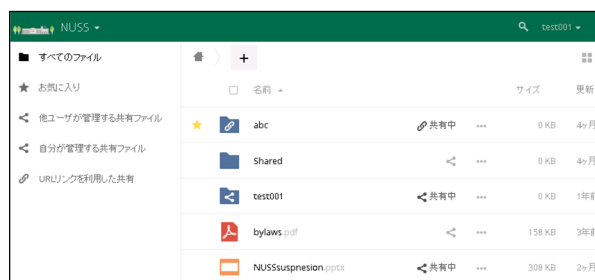 NUSS
test001
すべてのファイル
お気に入り
他ユーザが管理する共有ファイル
自分が管理する共有ファイル
URLリンクを利用した共有
+
名前 サイズ 更新
abc 共有中 ... 0 KB 4ヶ月
Shared ... 0 KB 4ヶ月
test001 共有中 ... 0 KB 1年前
bylaws.pdf ... 158 KB 3年前
NUSSsuspnesion.pptx 共有中 ... 308 KB 2ヶ月